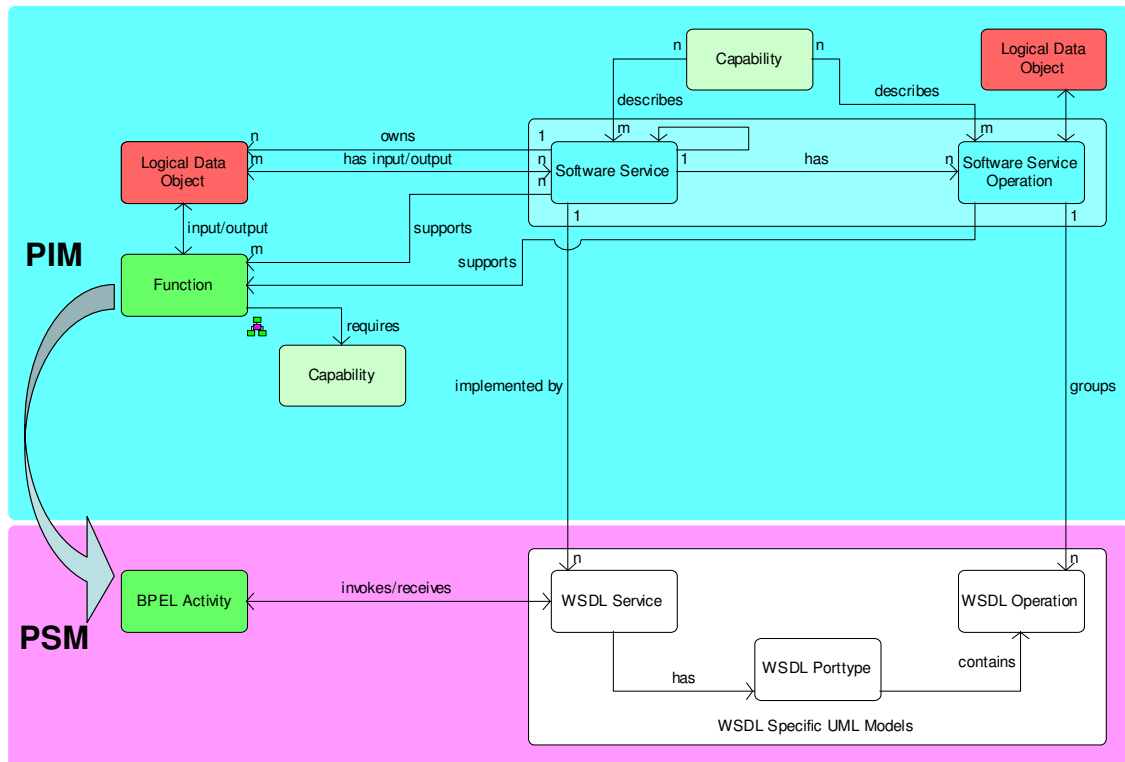 n
Capability
n
Logical Data
Object
describes
describes
n
owns
1
m
m
Logical Data
Object
m
has input/output
n
Software Service
1
has
n
Software Service
Operation
n
input/output
supports
1
1
PIM
m
supports
Function
requires
Capability
implemented by
groups
n
n
BPEL Activity
invokes/receives
WSDL Service
WSDL Operation
PSM
WSDL Porttype
contains
has
WSDL Specific UML Models